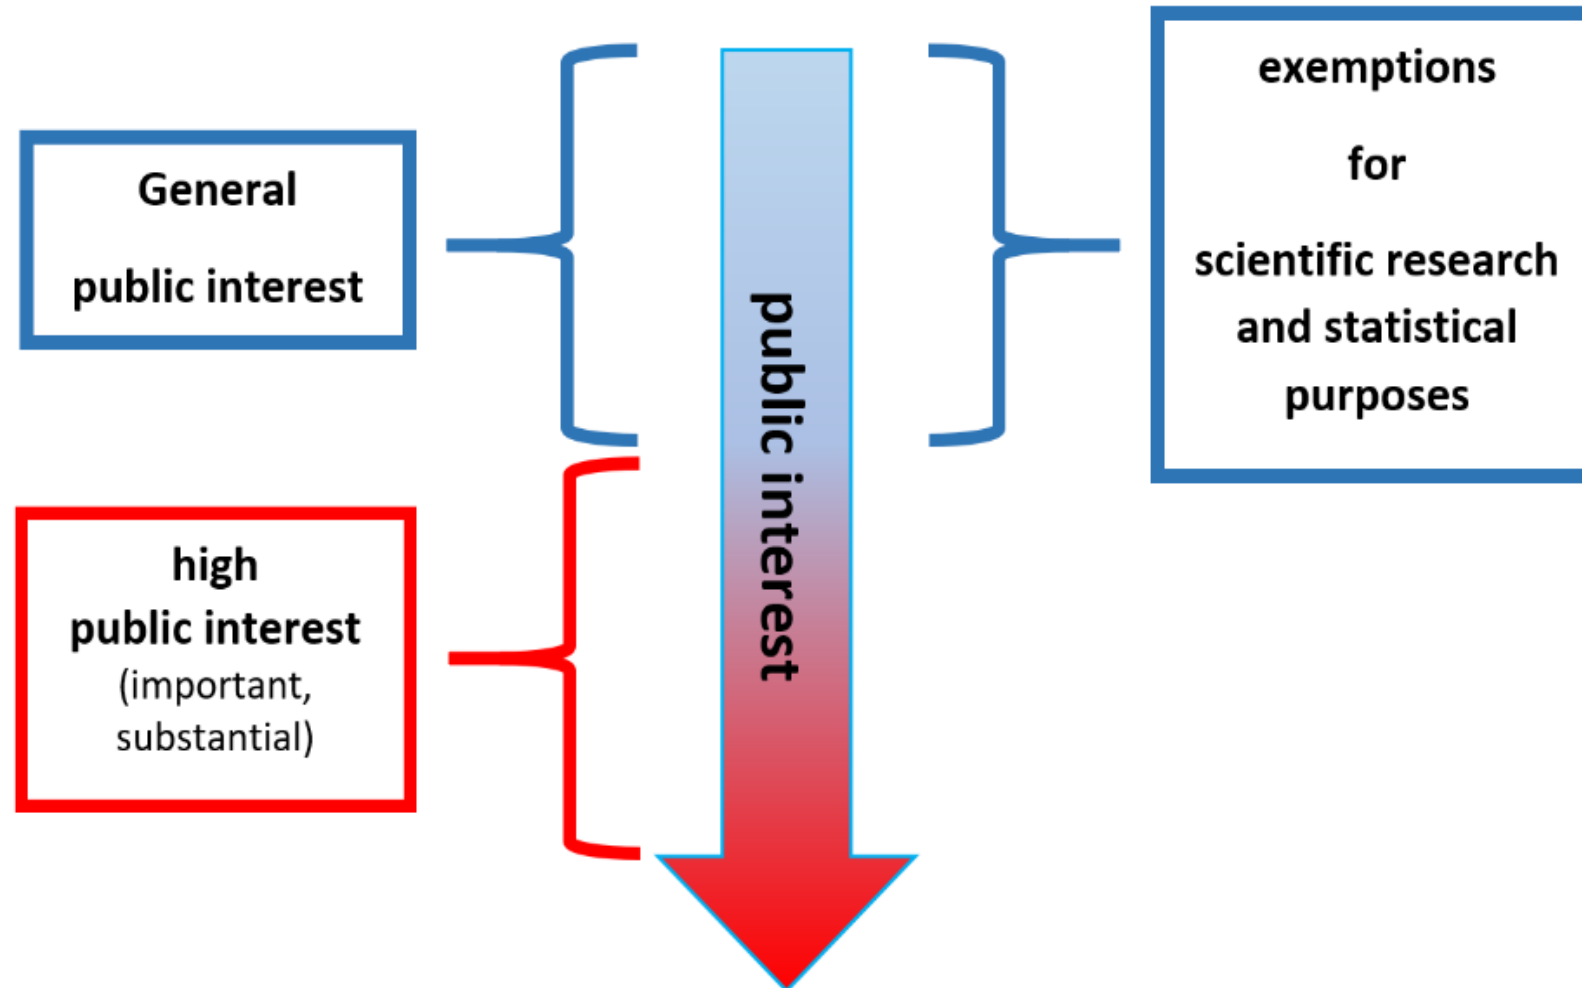 General
public interest
high
public interest
(important,
substantial)
public interest
exemptions
for
scientific research
and statistical
purposes